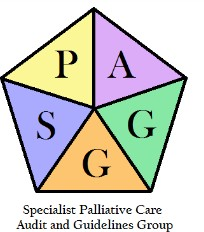 P A
S G
G
Specialist Palliative Care
Audit and Guidelines Group